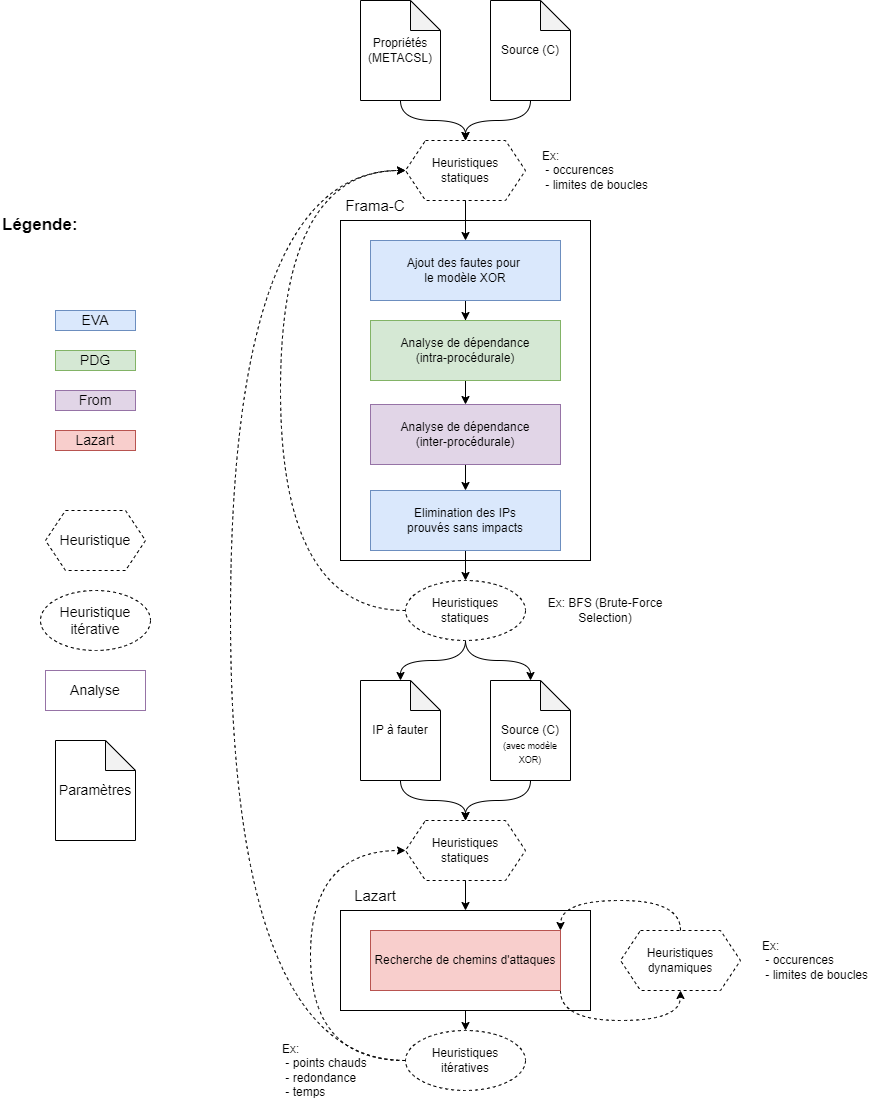 Propriétés
(METACSL)
Source (C)
Heuristiques
statiques
Ex:
- occurences
- limites de boucles
Frama-C
Légende:
Ajout des fautes pour
le modèle XOR
EVA
Analyse de dépendance
(intra-procédurale)
PDG
From
Analyse de dépendance
(inter-procédurale)
Lazart
Elimination des IPs
prouvés sans impacts
Heuristique
Heuristiques
statiques
Ex: BFS (Brute-Force
Selection)
Heuristique
itérative
Analyse
IP à fauter
Source (C)
(avec modèle
XOR)
Paramètres
Heuristiques
statiques
Lazart
Recherche de chemins d'attaques
Heuristiques
dynamiques
Ex:
- occurences
- limites de boucles
Heuristiques
itératives
Ex:
- points chauds
- redondance
- temps